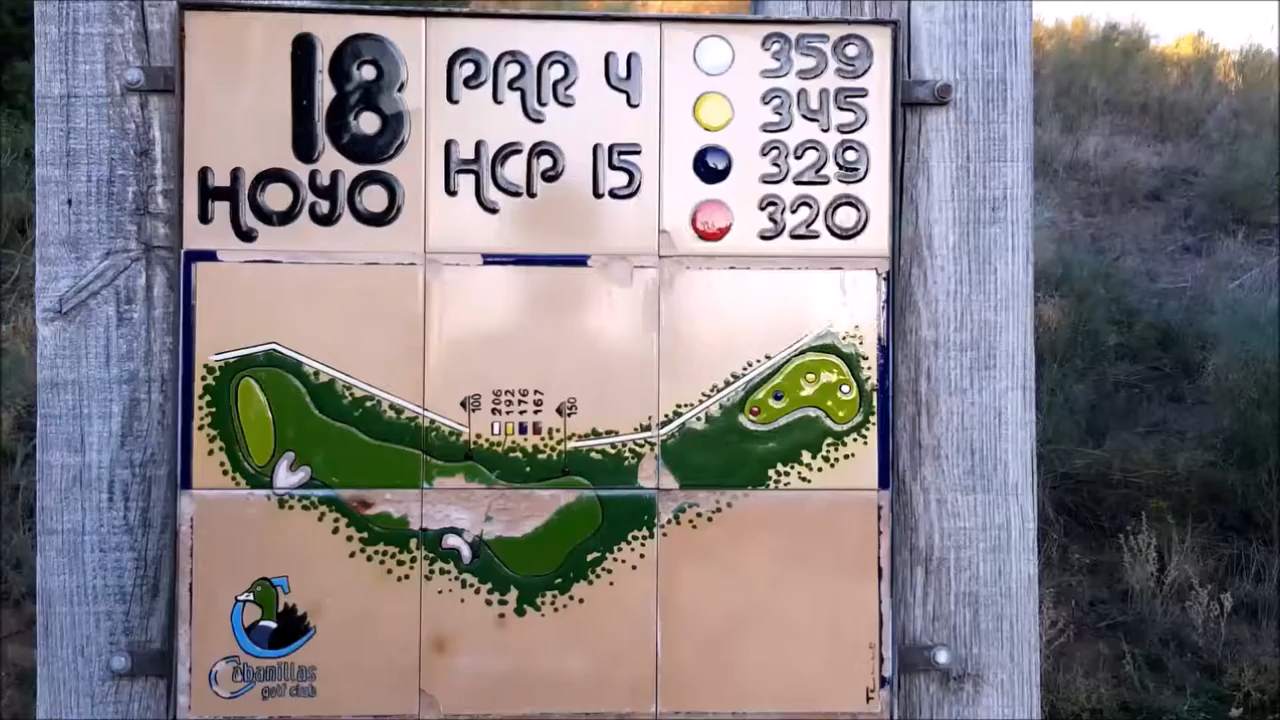 18
HOYO
PAR 4
HCP 15
359
345
329
320
100
206
192
176
167
150
Cabanillas
golf club